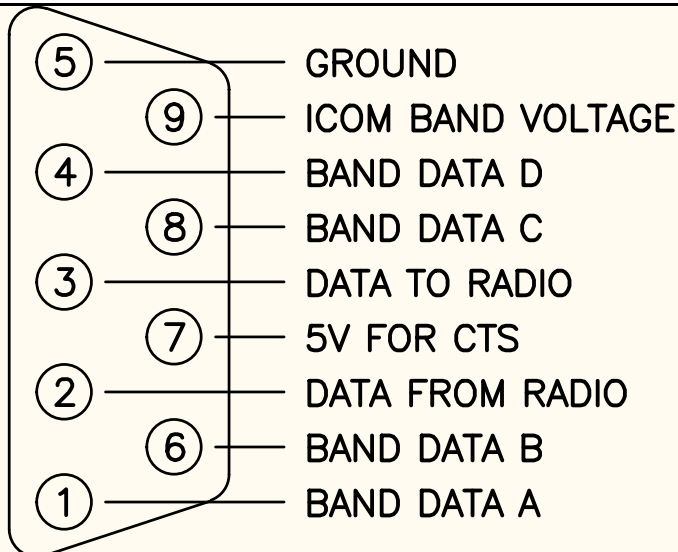 5 GROUND
9 ICOM BAND VOLTAGE
4 BAND DATA D
8 BAND DATA C
3 DATA TO RADIO
7 5V FOR CTS
2 DATA FROM RADIO
6 BAND DATA B
1 BAND DATA A